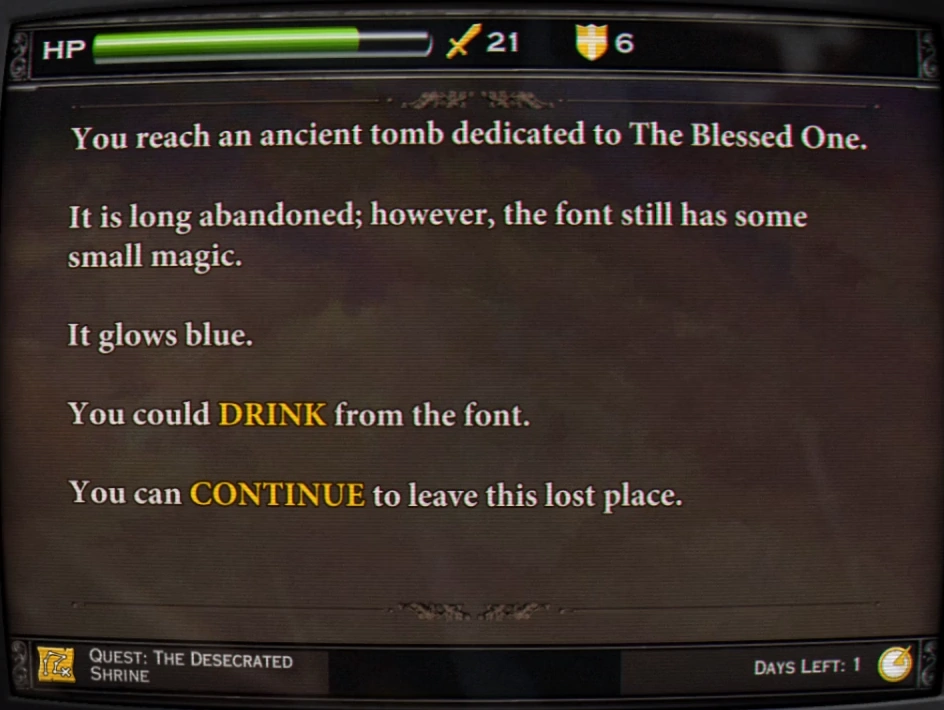 HP 21 6
You reach an ancient tomb dedicated to The Blessed One.
It is long abandoned; however, the font still has some
small magic.
It glows blue.
You could DRINK from the font.
You can CONTINUE to leave this lost place.
QUEST: THE DESECRATED
SHRINE
DAYS LEFT: 1